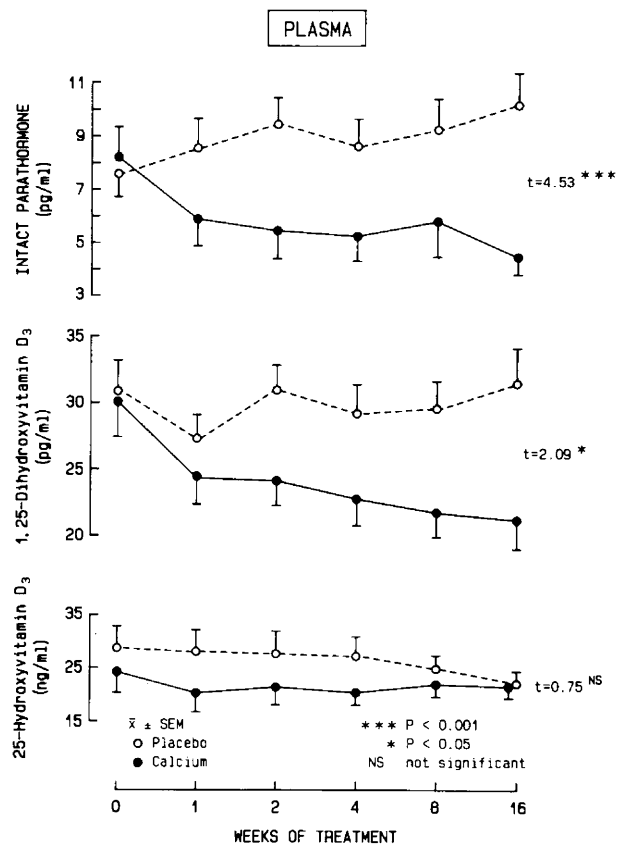 PLASMA
INTACT PARATHORMONE
(pg/ml)
11
9
7
5
3
t=4.53 ***
1,25-Dihydroxyvitamin D3
(pg/ml)
35
30
25
20
t=2.09 *
25-Hydroxyvitamin D3
(ng/ml)
35
25
15
t=0.75 NS
x̄ ± SEM
Placebo
Calcium
*** P < 0.001
* P < 0.05
NS not significant
0 1 2 4 8 16
WEEKS OF TREATMENT